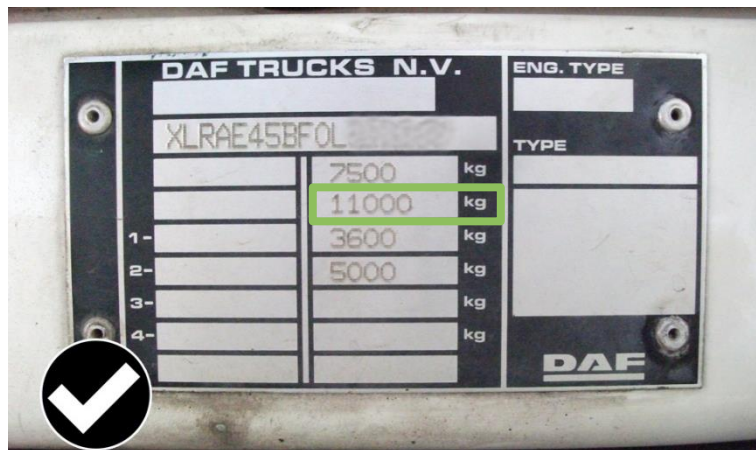 DAF TRUCKS N.V.
ENG. TYPE
XLRAE45BF0L
TYPE
7500 kg
11000 kg
1- 3600 kg
2- 5000 kg
3- kg
4- kg
DAF